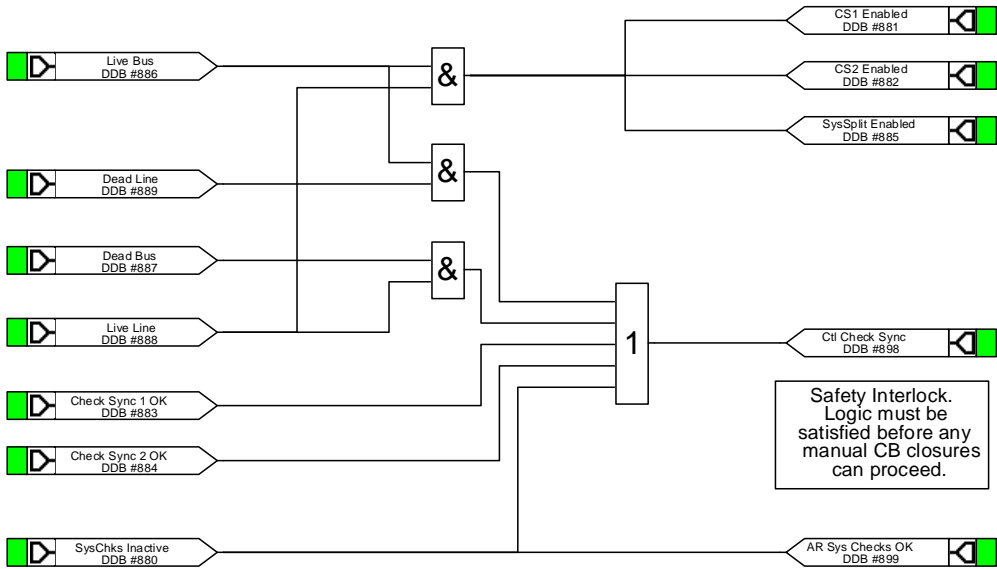 CS1 Enabled
DDB #881
Live Bus
DDB #886
&
CS2 Enabled
DDB #882
SysSplit Enabled
DDB #885
Dead Line
DDB #889
&
Dead Bus
DDB #887
&
Live Line
DDB #888
1
Ctl Check Sync
DDB #898
Check Sync 1 OK
DDB #883
Safety Interlock.
Logic must be
satisfied before any
manual CB closures
can proceed.
Check Sync 2 OK
DDB #884
SysChks Inactive
DDB #880
AR Sys Checks OK
DDB #899